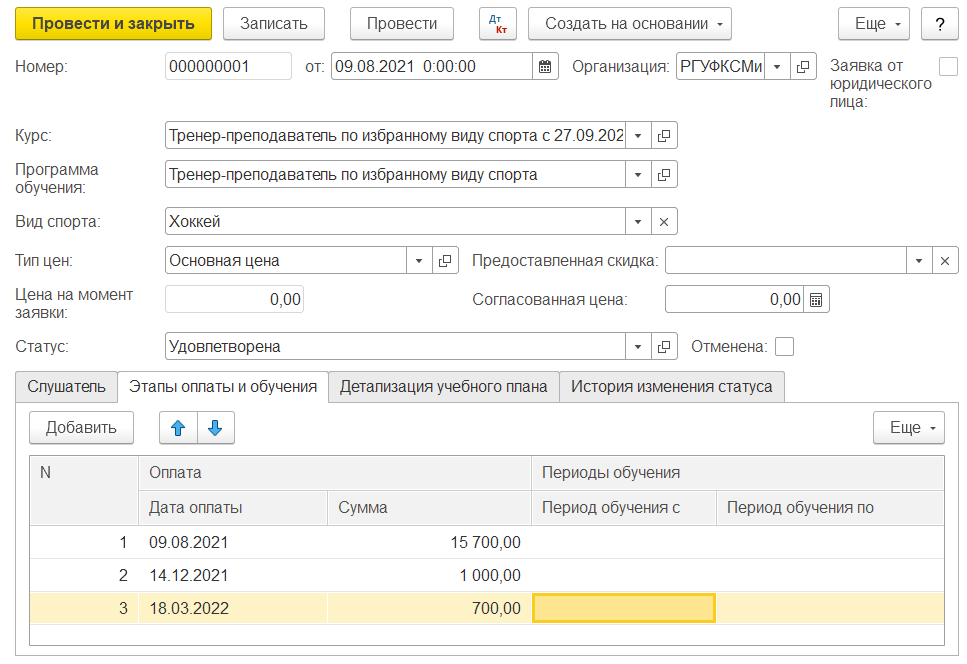 Провести и закрыть Записать Провести Дт Кт Создать на основании Еще ?
Номер: 000000001 от: 09.08.2021 0:00:00 Организация: РГУФКСМи Заявка от
юридического
лица:
Курс: Тренер-преподаватель по избранному виду спорта с 27.09.202
Программа
обучения: Тренер-преподаватель по избранному виду спорта
Вид спорта: Хоккей
Тип цен: Основная цена Предоставленная скидка:
Цена на момент
заявки: 0,00 Согласованная цена: 0,00
Статус: Удовлетворена Отменена:
Слушатель Этапы оплаты и обучения Детализация учебного плана История изменения статуса
Добавить Еще
N Оплата Периоды обучения
Дата оплаты Сумма Период обучения с Период обучения по
1 09.08.2021 15 700,00
2 14.12.2021 1 000,00
3 18.03.2022 700,00